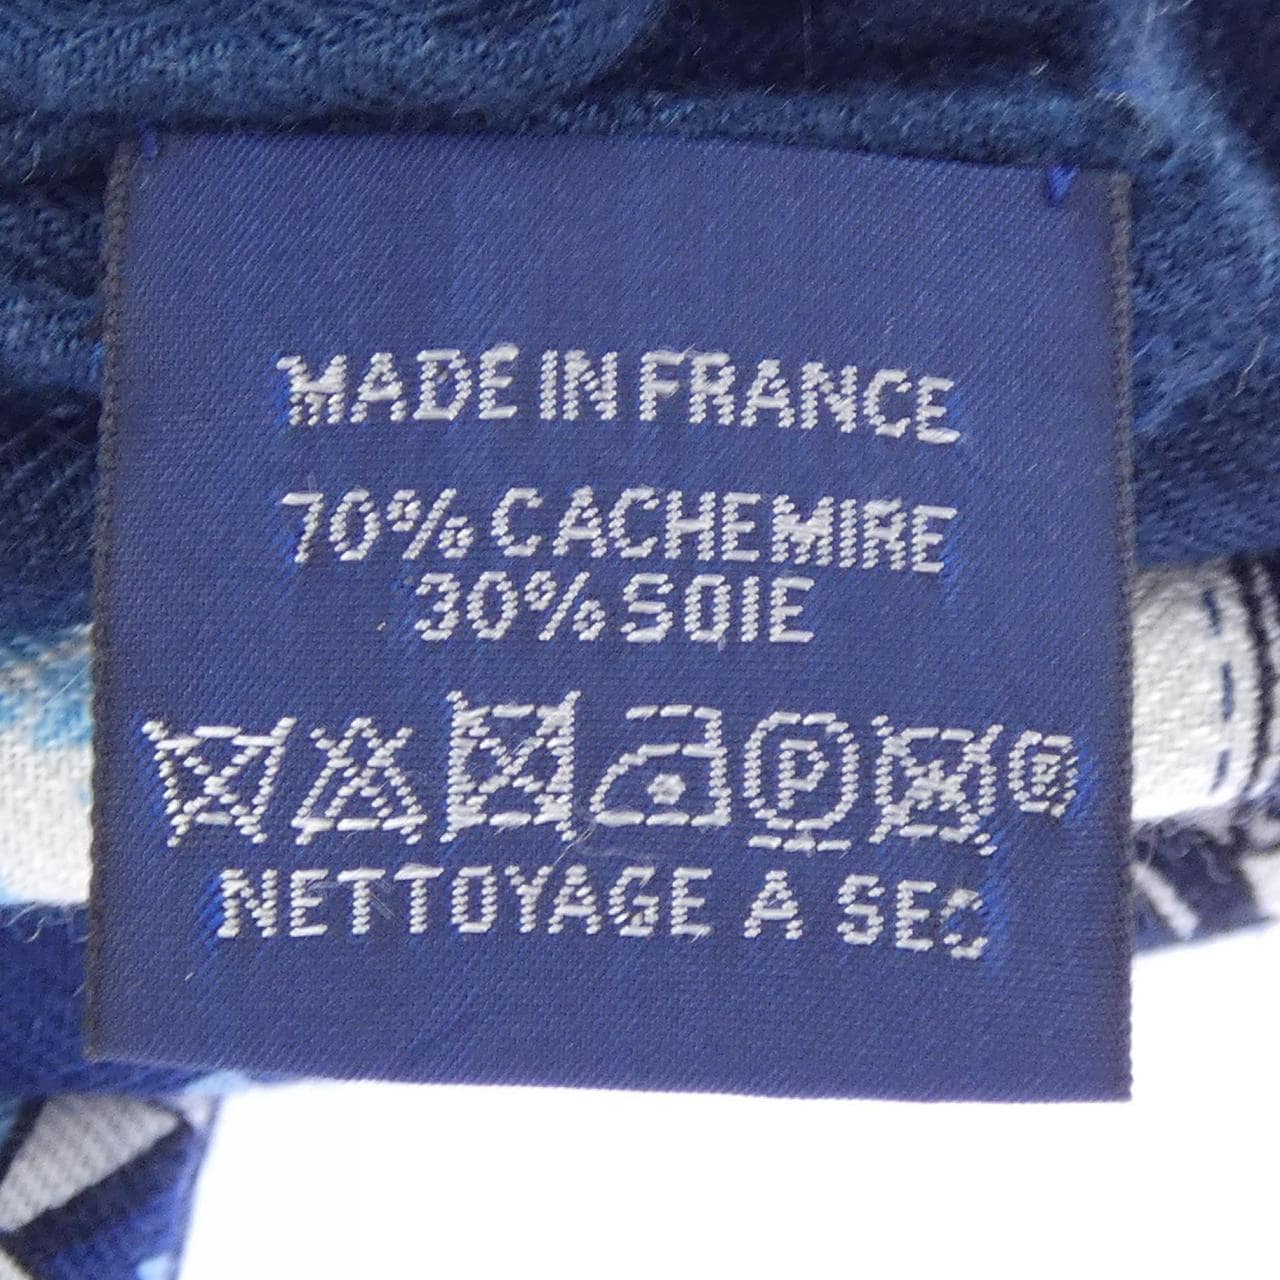 MADE IN FRANCE
70% CACHEMIRE
30% SOIE
P ®
NETTOYAGE A SEC